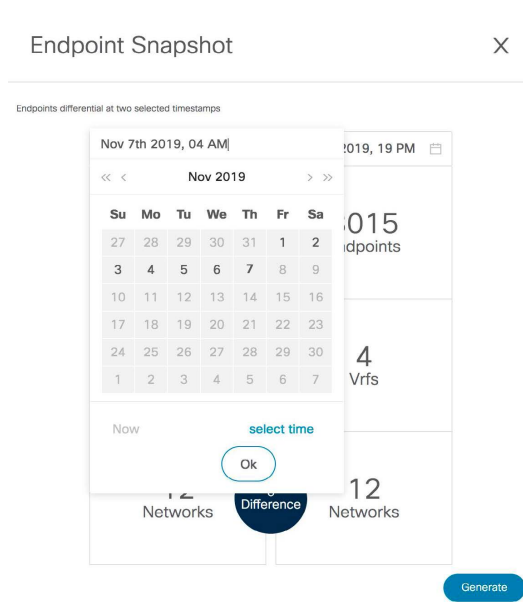 Endpoint Snapshot X
Endpoints differential at two selected timestamps
Nov 7th 2019, 04 AM
2019, 19 PM
« < Nov 2019 > »
Su Mo Tu We Th Fr Sa
27 28 29 30 31 1 2
3 4 5 6 7 8 9
10 11 12 13 14 15 16
17 18 19 20 21 22 23
24 25 26 27 28 29 30
1 2 3 4 5 6 7
015
4
Vrfs
Now select time
Ok
12 12
Networks Difference Networks
Generate